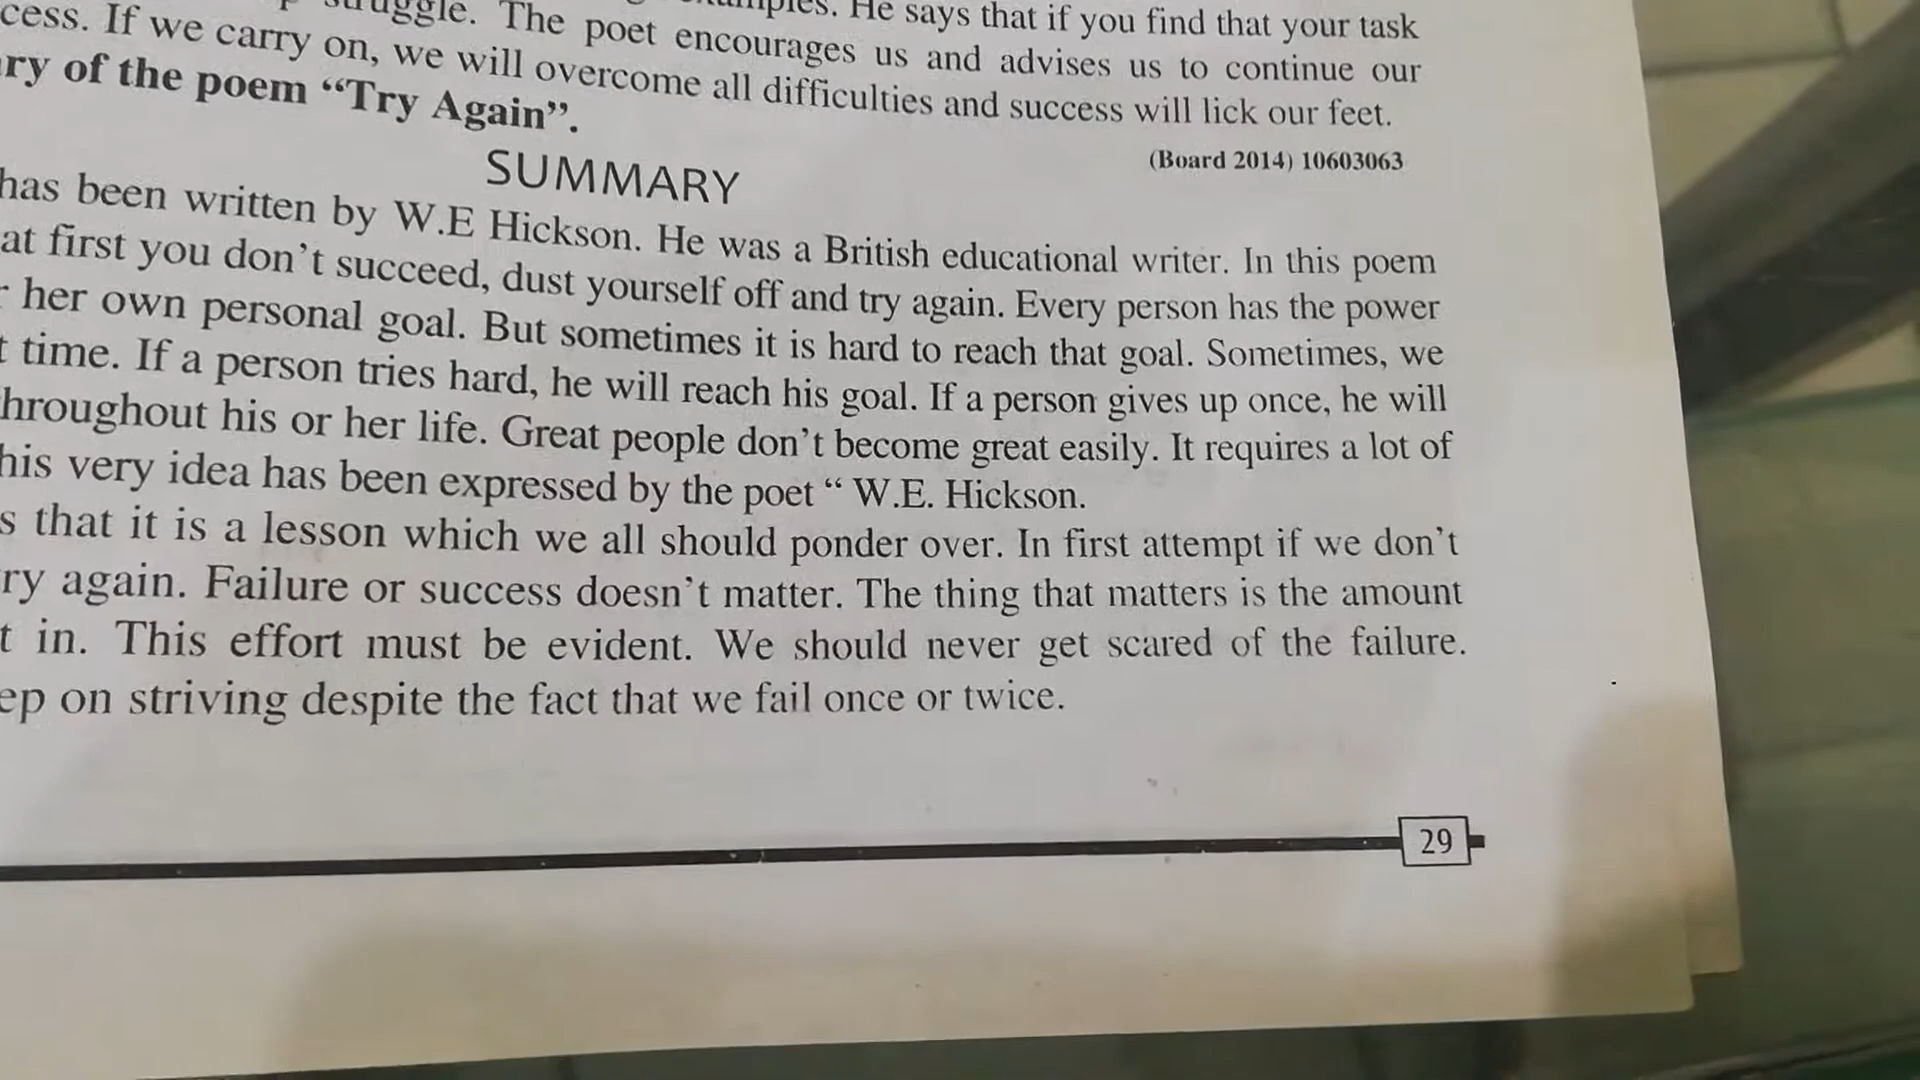 struggle. The poet encourages us and advises us to continue our
He says that if you find that your task
cess. If we carry on, we will overcome all difficulties and success will lick our feet.
of the poem “Try Again”.
(Board 2014) 10603063
SUMMARY
has been written by W.E Hickson. He was a British educational writer. In this poem
at first you don’t succeed, dust yourself off and try again. Every person has the power
her own personal goal. But sometimes it is hard to reach that goal. Sometimes, we
time. If a person tries hard, he will reach his goal. If a person gives up once, he will
hroughout his or her life. Great people don’t become great easily. It requires a lot of
his very idea has been expressed by the poet “ W.E. Hickson.
s that it is a lesson which we all should ponder over. In first attempt if we don’t
ry again. Failure or success doesn’t matter. The thing that matters is the amount
t in. This effort must be evident. We should never get scared of the failure.
ep on striving despite the fact that we fail once or twice.
29